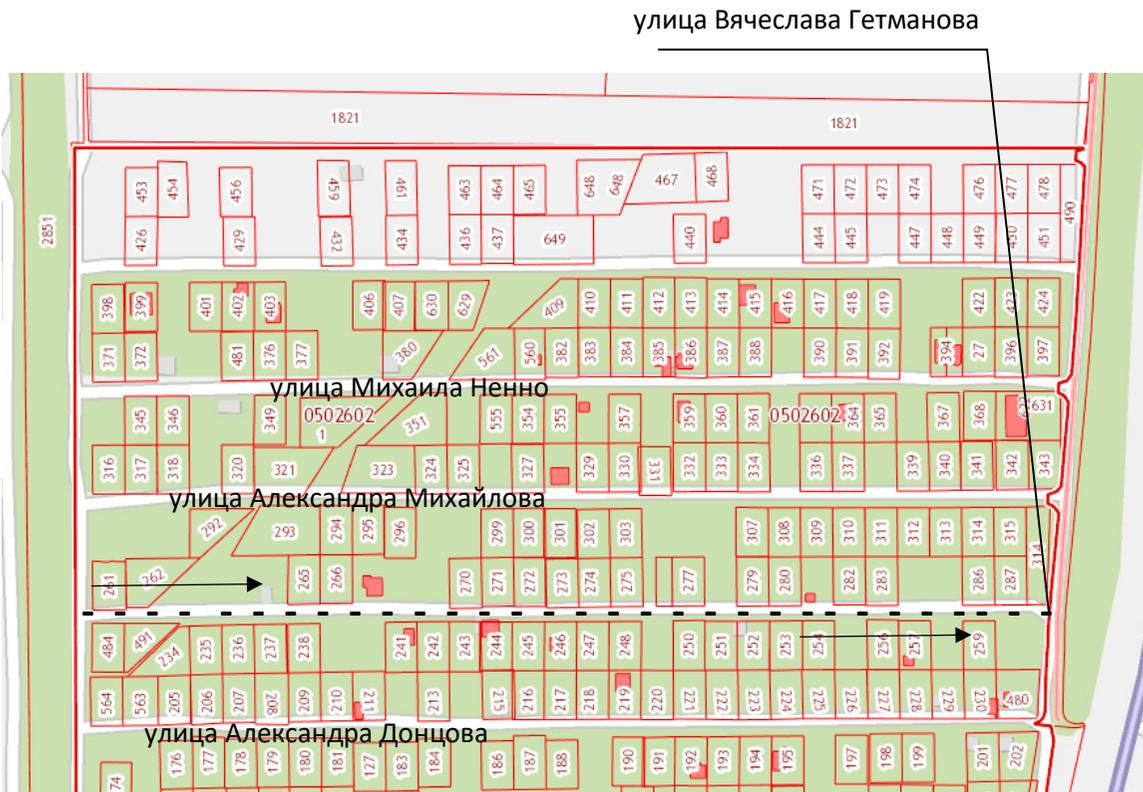 улица Вячеслава Гетманова
1821
1821
2851
453 454 456 459 461 463 464 465 648 648 467 468 471 472 473 474 476 477 478
490
426 429 432 434 436 437 649 440 444 445 447 448 449 450 451
398 399 401 402 403 406 407 630 629 409 410 411 412 413 414 415 416 417 418 419 422 423 424
371 372 481 376 377 380 561 560 382 383 384 385 386 387 388 390 391 392 394 27 396 397
улица Михаила Ненно
345 346 349 0502602 351 555 354 355 357 359 360 361 0502602 364 365 367 368 631
1
316 317 318 320 321 323 324 325 327 329 330 331 332 333 334 336 337 339 340 341 342 343
улица Александра Михайлова
292 293 294 295 296 299 300 301 302 303 307 308 309 310 311 312 313 314 315
314
261 262 265 266 270 271 272 273 274 275 277 279 280 282 283 286 287
484 491 234 235 236 237 238 241 242 243 244 245 246 247 248 250 251 252 253 254 256 257 259
564 563 205 206 207 208 209 210 211 213 215 216 217 218 219 220 221 222 223 224 225 226 227 228 229 230 480
улица Александра Донцова
74 176 177 178 179 180 181 127 183 184 186 187 188 190 191 192 193 194 195 197 198 199 201 202